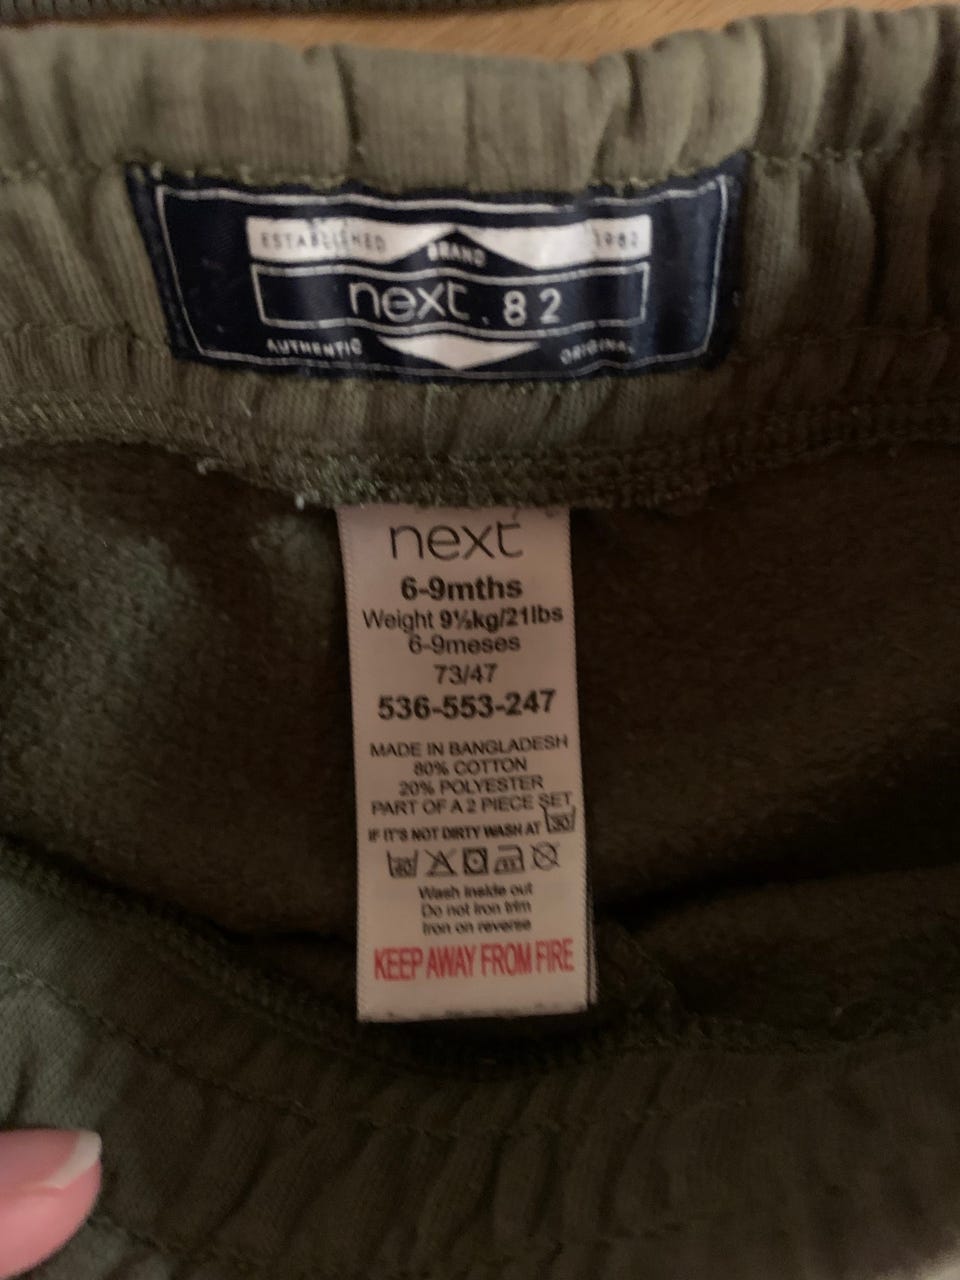 ESTABLISHED BRAND 1982
next. 82
AUTHENTIC ORIGINAL
next
6-9mths
Weight 9½kg/21lbs
6-9meses
73/47
536-553-247
MADE IN BANGLADESH
80% COTTON
20% POLYESTER
PART OF A 2 PIECE SET
IF IT'S NOT DIRTY WASH AT 30
40
Wash inside out
Do not iron trim
Iron on reverse
KEEP AWAY FROM FIRE